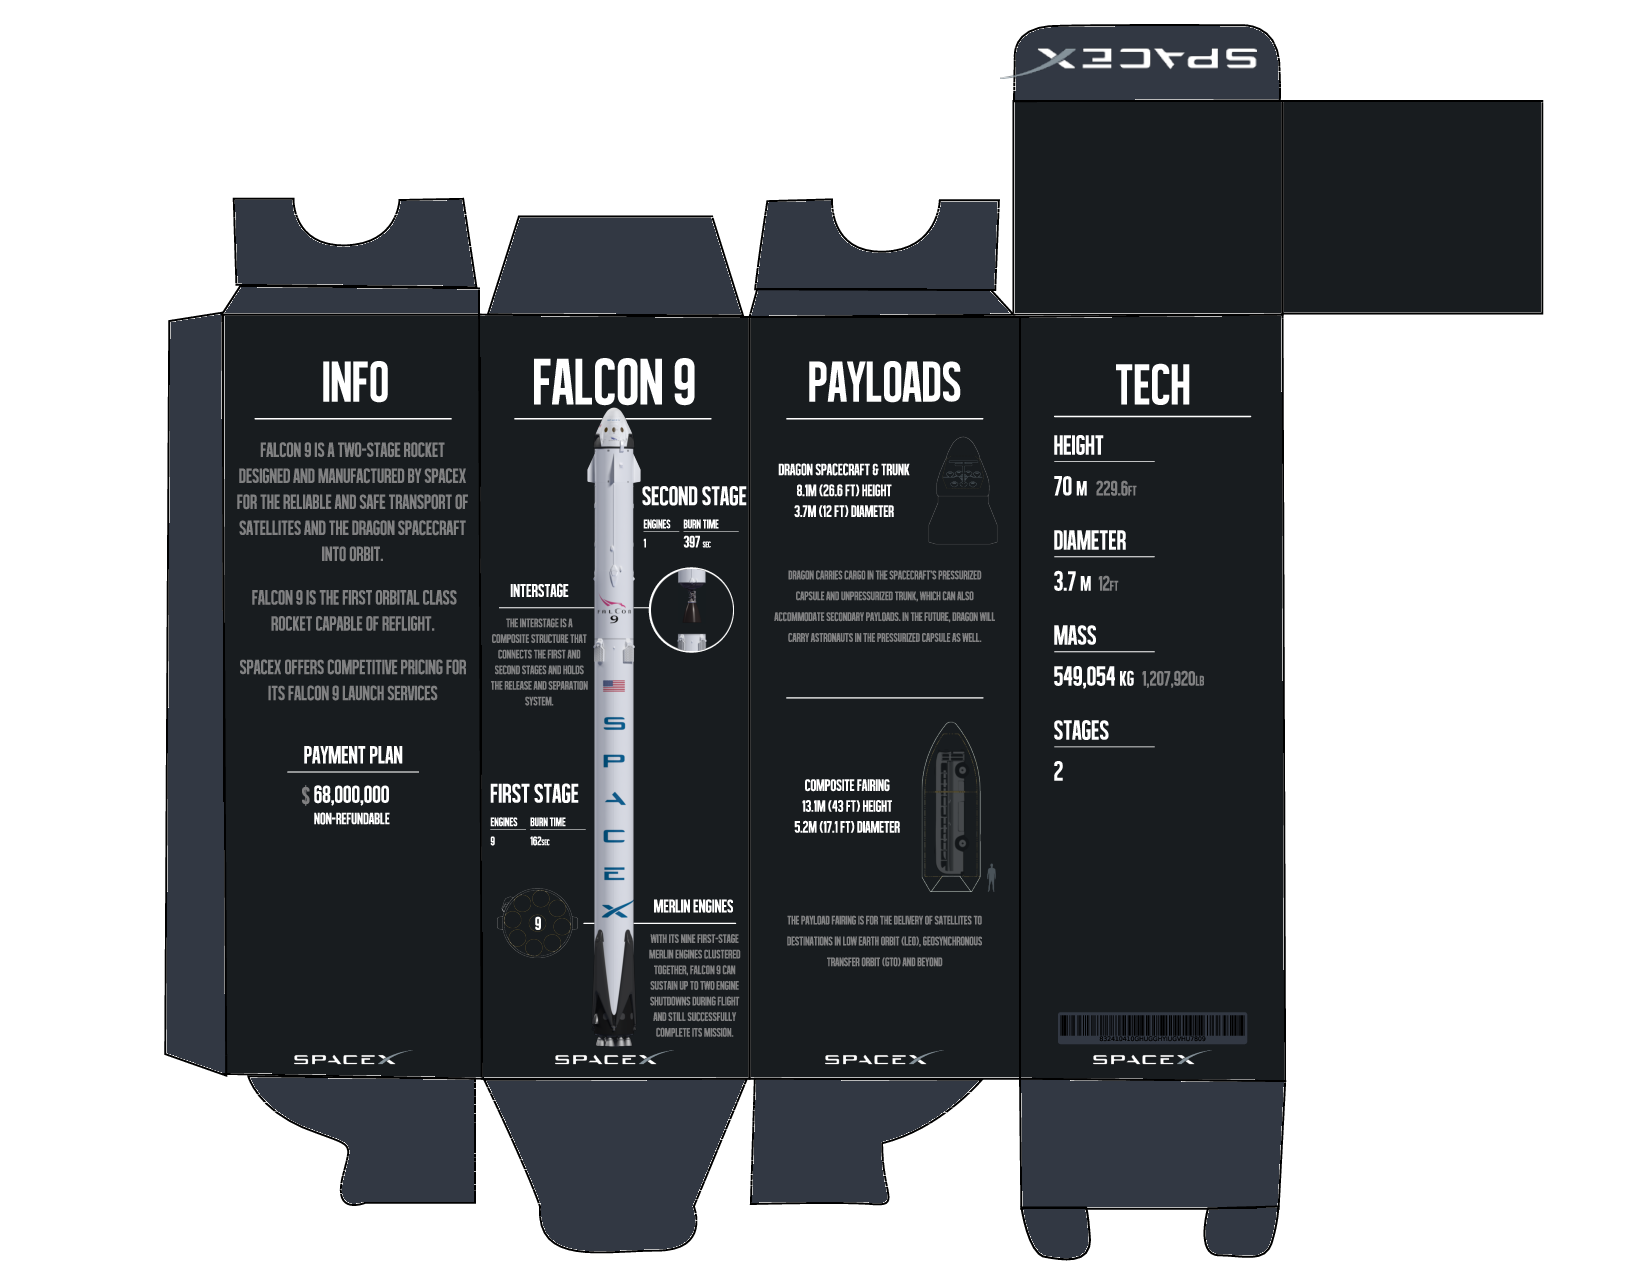 SPACEX
INFO
FALCON 9 IS A TWO-STAGE ROCKET
DESIGNED AND MANUFACTURED BY SPACEX
FOR THE RELIABLE AND SAFE TRANSPORT OF
SATELLITES AND THE DRAGON SPACECRAFT
INTO ORBIT.
FALCON 9 IS THE FIRST ORBITAL CLASS
ROCKET CAPABLE OF REFLIGHT.
SPACEX OFFERS COMPETITIVE PRICING FOR
ITS FALCON 9 LAUNCH SERVICES
PAYMENT PLAN
$ 68,000,000
NON-REFUNDABLE
SPACEX
FALCON 9
SECOND STAGE
ENGINES BURN TIME
1 397 SEC
INTERSTAGE
THE INTERSTAGE IS A
COMPOSITE STRUCTURE THAT
CONNECTS THE FIRST AND
SECOND STAGES AND HOLDS
THE RELEASE AND SEPARATION
SYSTEM.
FALCON
9
SPACEX
FIRST STAGE
ENGINES BURN TIME
9 162SEC
9
MERLIN ENGINES
WITH ITS NINE FIRST-STAGE
MERLIN ENGINES CLUSTERED
TOGETHER, FALCON 9 CAN
SUSTAIN UP TO TWO ENGINE
SHUTDOWNS DURING FLIGHT
AND STILL SUCCESSFULLY
COMPLETE ITS MISSION.
SPACEX
PAYLOADS
DRAGON SPACECRAFT & TRUNK
8.1M (26.6 FT) HEIGHT
3.7M (12 FT) DIAMETER
DRAGON CARRIES CARGO IN THE SPACECRAFT'S PRESSURIZED
CAPSULE AND UNPRESSURIZED TRUNK, WHICH CAN ALSO
ACCOMMODATE SECONDARY PAYLOADS. IN THE FUTURE, DRAGON WILL
CARRY ASTRONAUTS IN THE PRESSURIZED CAPSULE AS WELL.
COMPOSITE FAIRING
13.1M (43 FT) HEIGHT
5.2M (17.1 FT) DIAMETER
THE PAYLOAD FAIRING IS FOR THE DELIVERY OF SATELLITES TO
DESTINATIONS IN LOW EARTH ORBIT (LEO), GEOSYNCHRONOUS
TRANSFER ORBIT (GTO) AND BEYOND
SPACEX
TECH
HEIGHT
70 M 229.6FT
DIAMETER
3.7 M 12FT
MASS
549,054 KG 1,207,920LB
STAGES
2
SPACEX